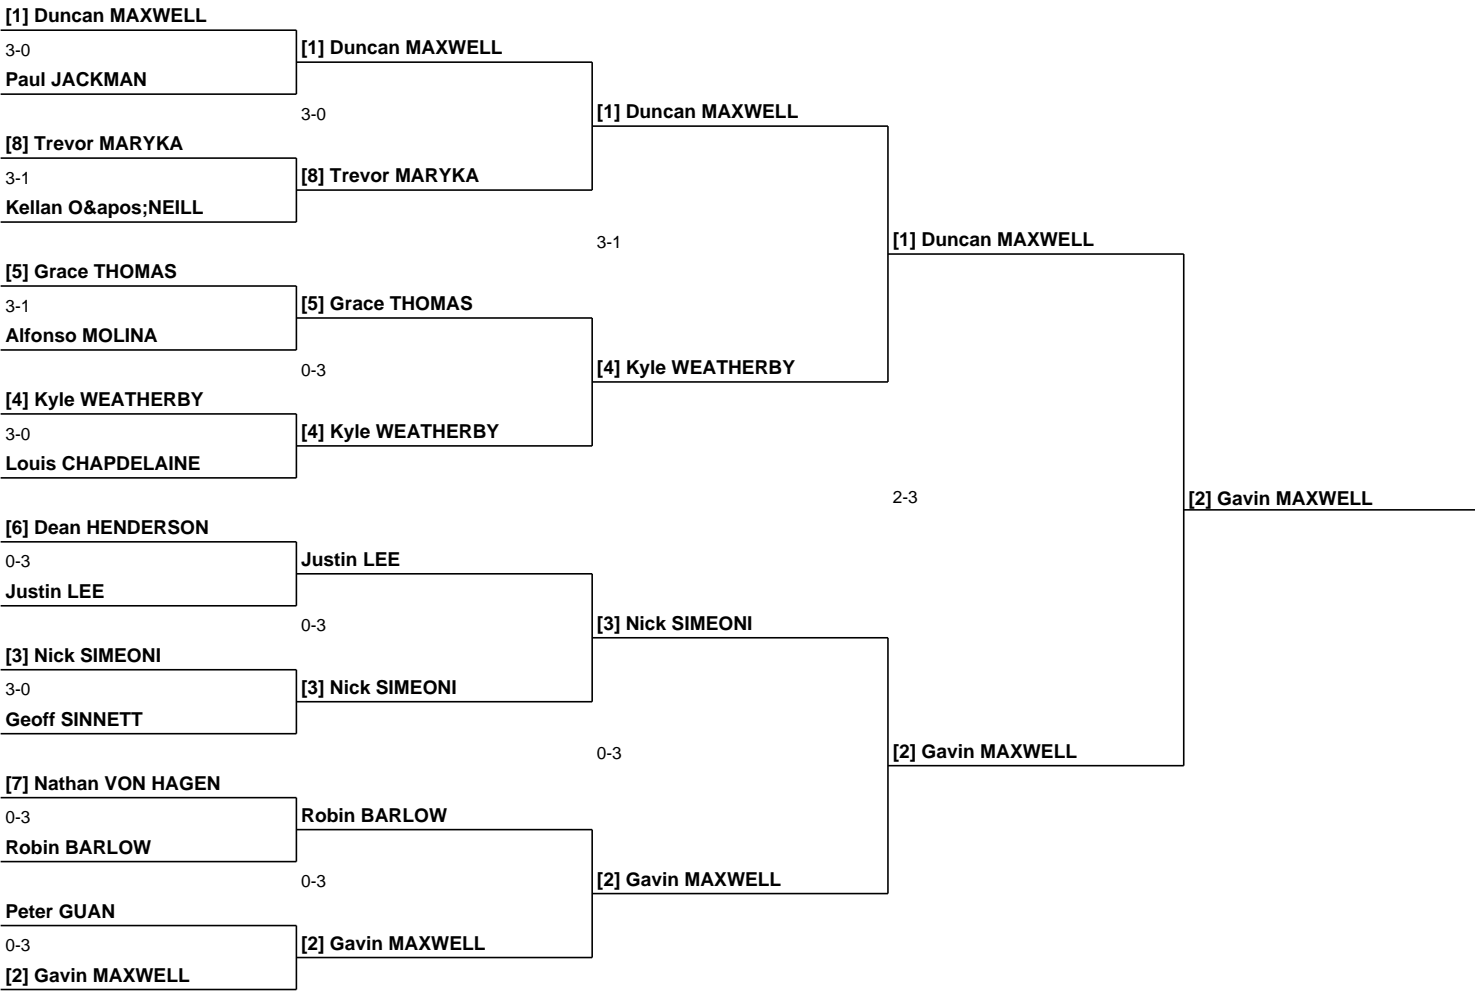 [1] Duncan MAXWELL
3-0
[1] Duncan MAXWELL
Paul JACKMAN
3-0
[1] Duncan MAXWELL
[8] Trevor MARYKA
3-1
[8] Trevor MARYKA
Kellan O&apos;NEILL
3-1
[1] Duncan MAXWELL
[5] Grace THOMAS
3-1
[5] Grace THOMAS
Alfonso MOLINA
0-3
[4] Kyle WEATHERBY
[4] Kyle WEATHERBY
3-0
[4] Kyle WEATHERBY
Louis CHAPDELAINE
2-3
[2] Gavin MAXWELL
[6] Dean HENDERSON
0-3
Justin LEE
Justin LEE
0-3
[3] Nick SIMEONI
[3] Nick SIMEONI
3-0
[3] Nick SIMEONI
Geoff SINNETT
0-3
[2] Gavin MAXWELL
[7] Nathan VON HAGEN
0-3
Robin BARLOW
Robin BARLOW
0-3
[2] Gavin MAXWELL
Peter GUAN
0-3
[2] Gavin MAXWELL
[2] Gavin MAXWELL